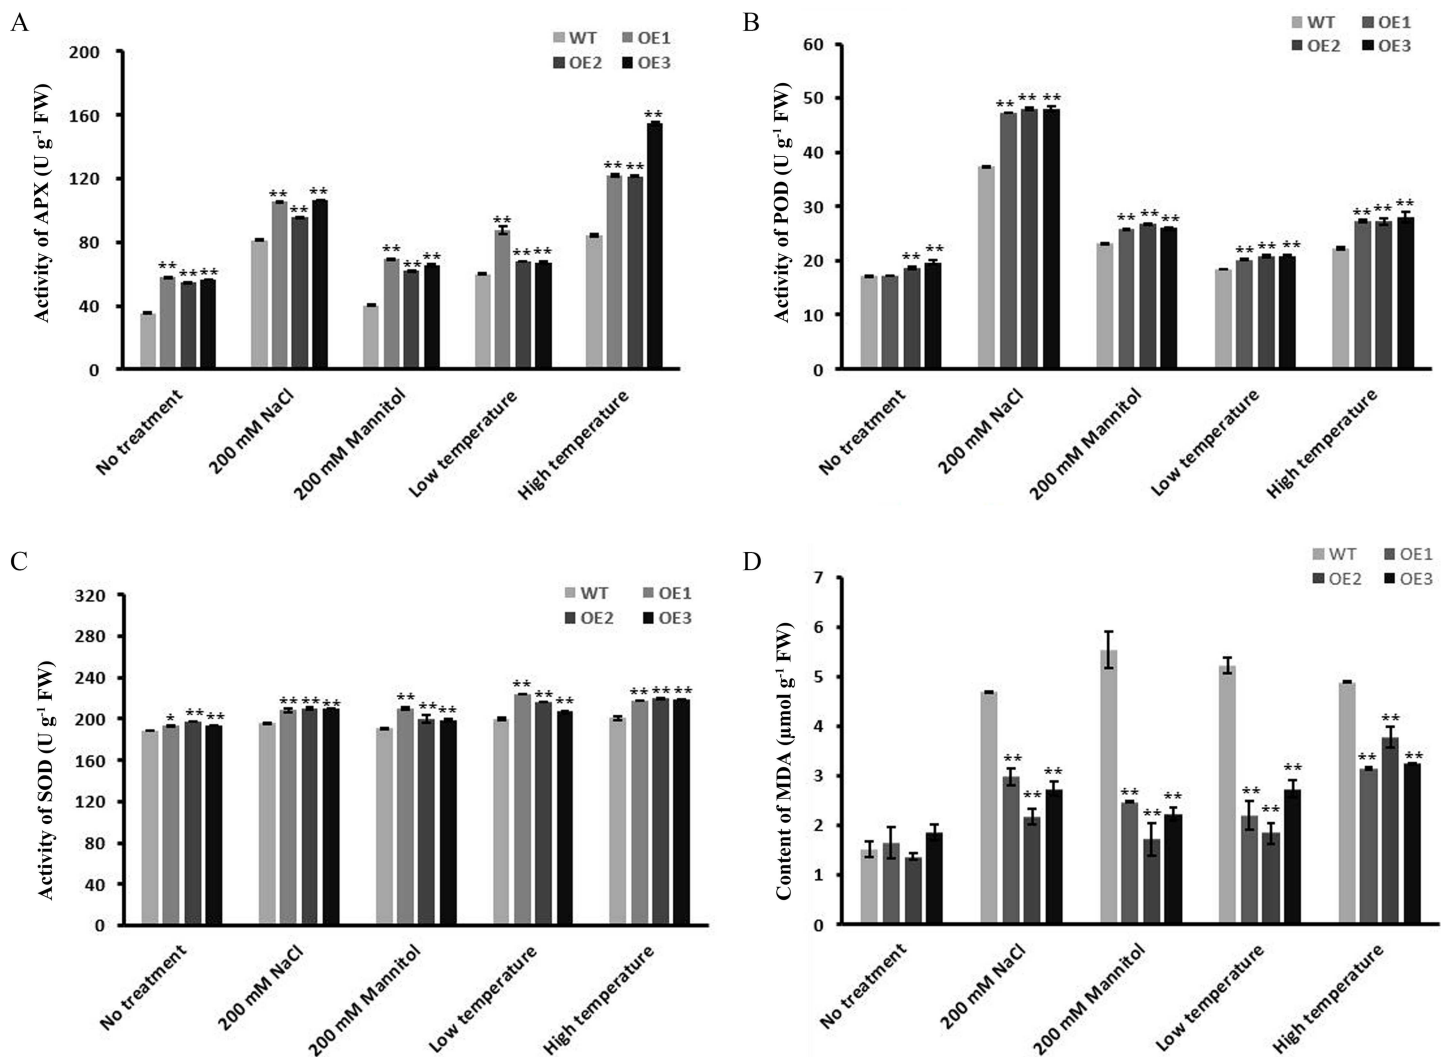 A
WT OE1
OE2 OE3
Activity of APX (U g-1 FW)
200
160
120
80
40
0
** ** ** **
** ** **
** ** **
** ** **
** ** **
No treatment
200 mM NaCl
200 mM Mannitol
Low temperature
High temperature
B
WT OE1
OE2 OE3
Activity of POD (U g-1 FW)
60
50
40
30
20
10
0
** **
** ** **
** ** **
** ** **
** ** **
No treatment
200 mM NaCl
200 mM Mannitol
Low temperature
High temperature
C
WT OE1
OE2 OE3
Activity of SOD (U g-1 FW)
320
280
240
200
160
120
80
40
0
* ** **
** ** **
** ** **
** ** **
** ** **
No treatment
200 mM NaCl
200 mM Mannitol
Low temperature
High temperature
D
WT OE1
OE2 OE3
Content of MDA (μmol g-1 FW)
7
6
5
4
3
2
1
0
** ** **
** ** **
** ** **
** ** **
No treatment
200 mM NaCl
200 mM Mannitol
Low temperature
High temperature